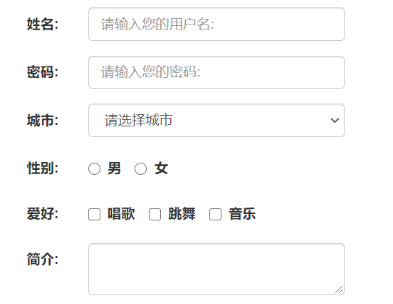 姓名: 请输入您的用户名:
密码: 请输入您的密码:
城市: 请选择城市
性别: 男 女
爱好: 唱歌 跳舞 音乐
简介: